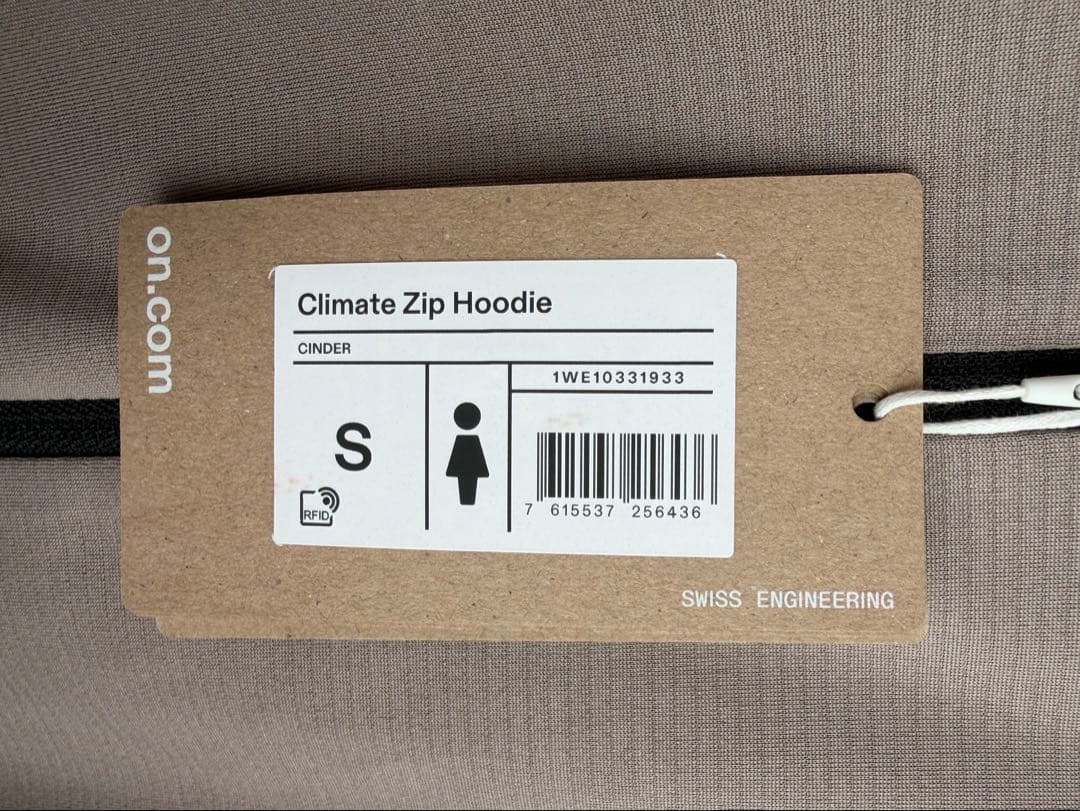 on.com
Climate Zip Hoodie
CINDER
1WE10331933
S
RFID
7 615537 256436
SWISS ENGINEERING